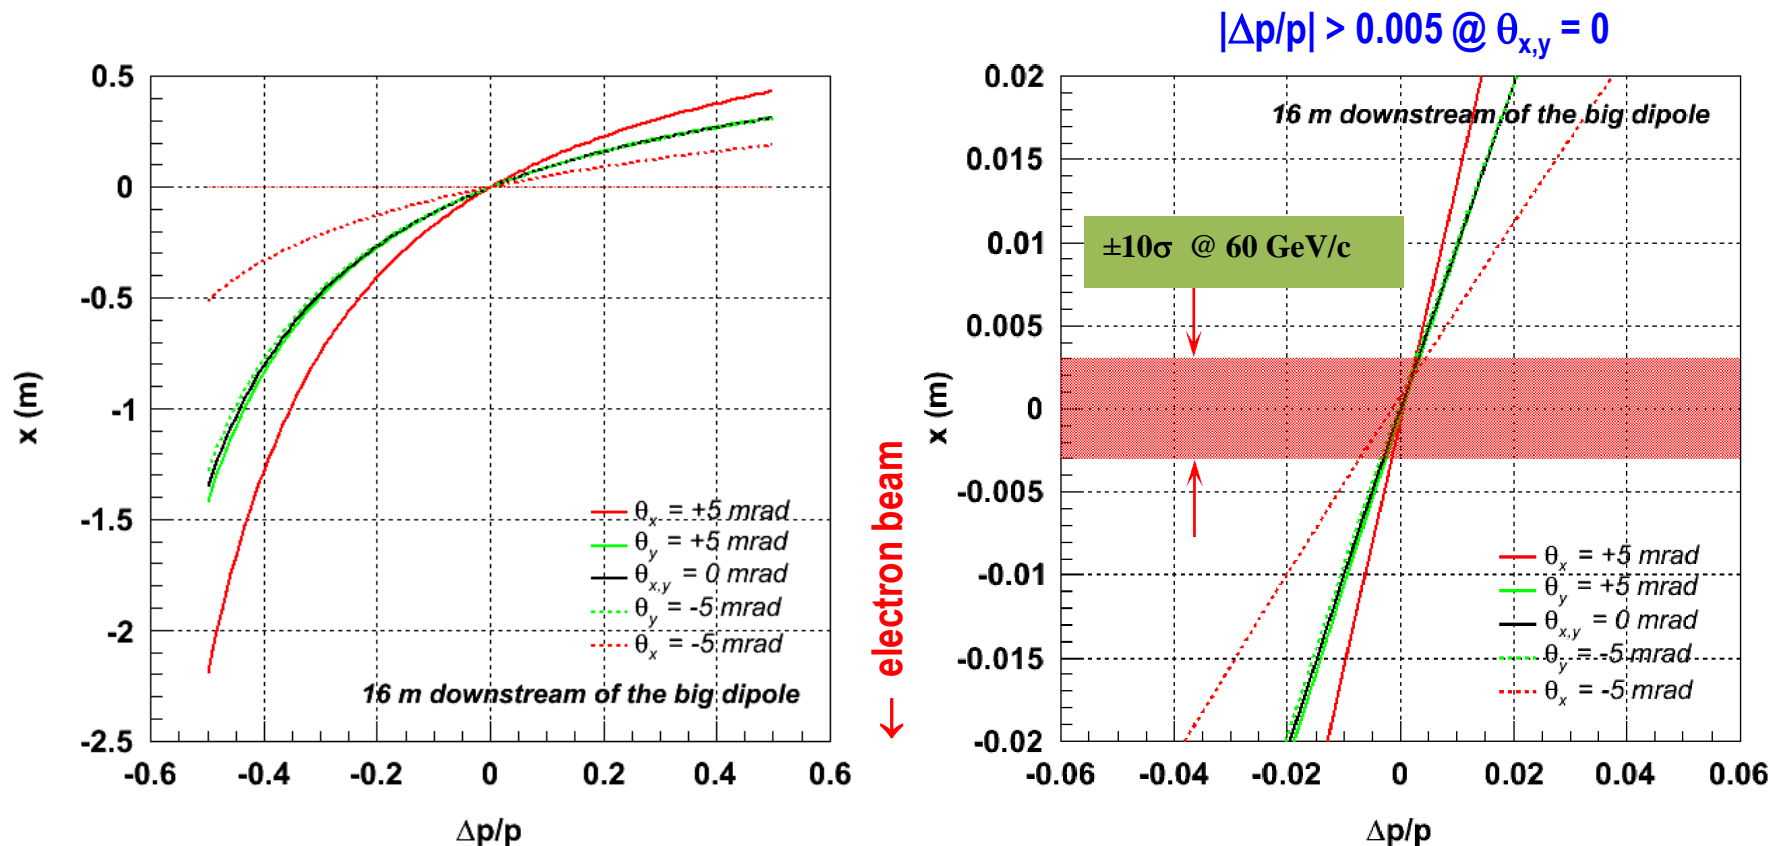 |Δp/p| > 0.005 @ θx,y = 0
0.5
0
-0.5
-1
-1.5
-2
-2.5
x (m)
-0.6
-0.4
-0.2
0
0.2
0.4
0.6
Δp/p
θx = +5 mrad
θy = +5 mrad
θx,y = 0 mrad
θy = -5 mrad
θx = -5 mrad
16 m downstream of the big dipole
← electron beam
0.02
0.015
0.01
0.005
0
-0.005
-0.01
-0.015
-0.02
x (m)
16 m downstream of the big dipole
±10σ @ 60 GeV/c
θx = +5 mrad
θy = +5 mrad
θx,y = 0 mrad
θy = -5 mrad
θx = -5 mrad
-0.06
-0.04
-0.02
0
0.02
0.04
0.06
Δp/p